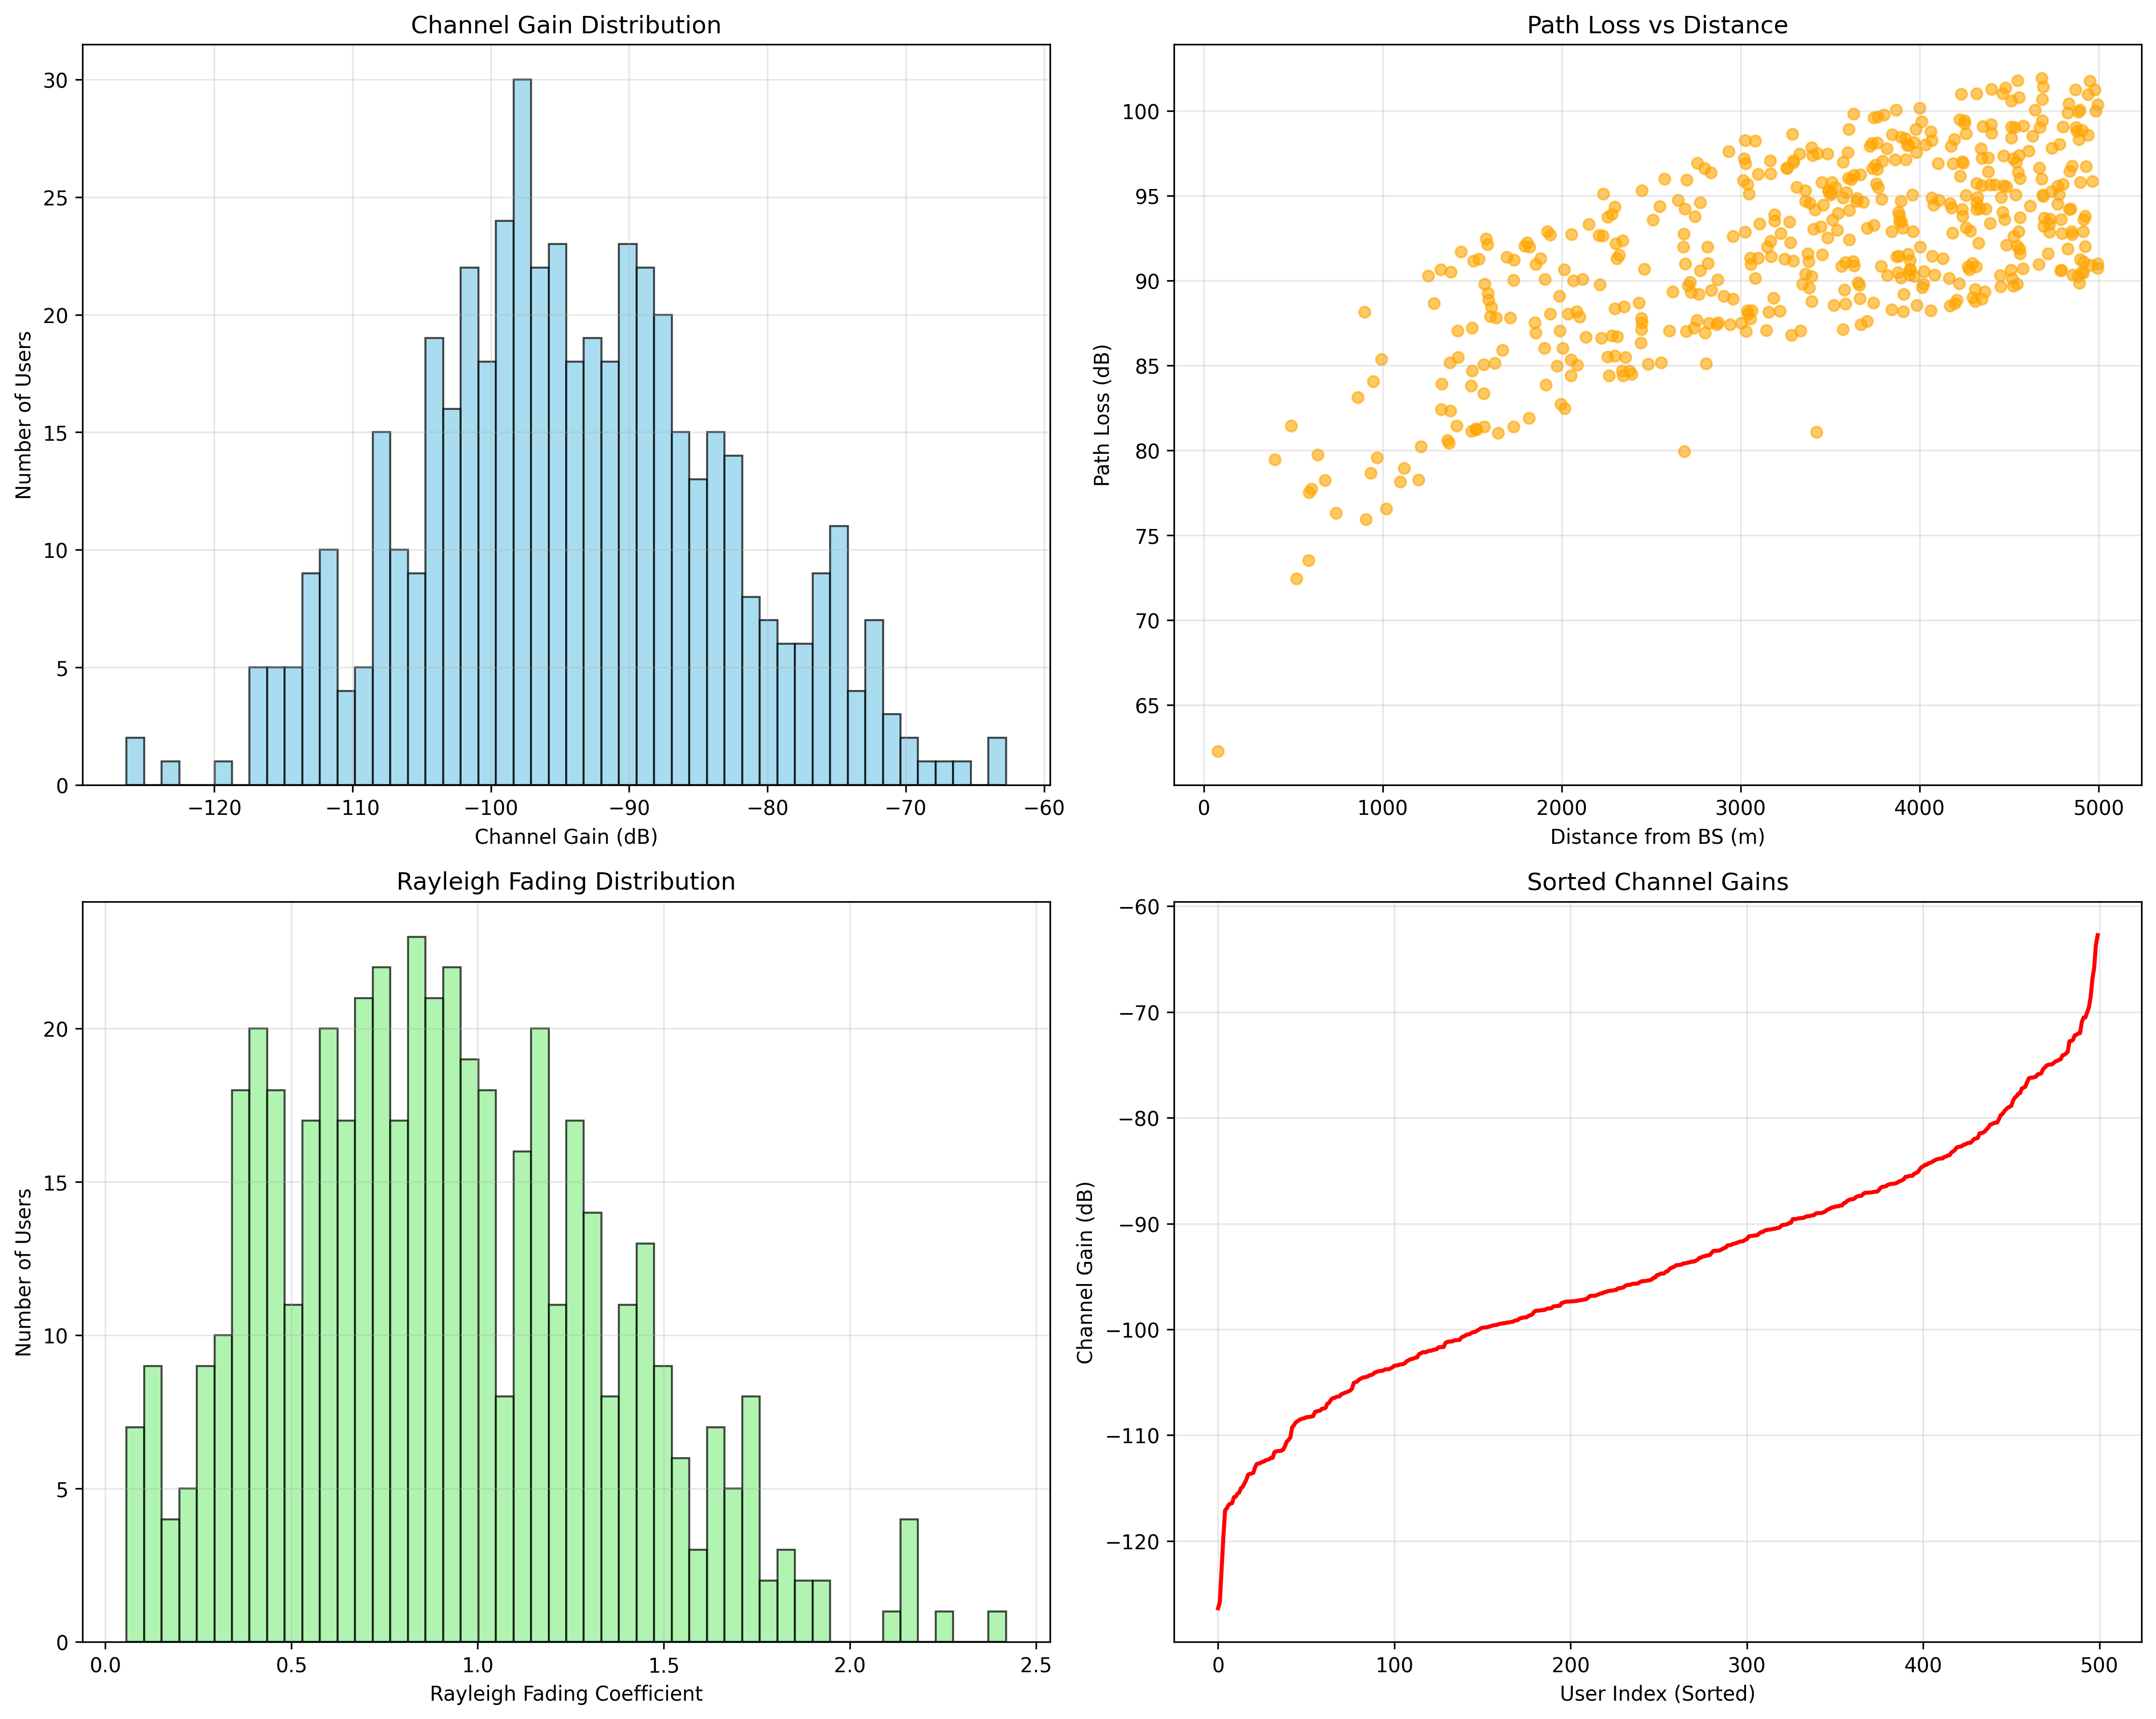 Channel Gain Distribution
30
25
20
15
10
5
0
Number of Users
−120 −110 −100 −90 −80 −70 −60
Channel Gain (dB)
Path Loss vs Distance
100
95
90
85
80
75
70
65
Path Loss (dB)
0 1000 2000 3000 4000 5000
Distance from BS (m)
Rayleigh Fading Distribution
20
15
10
5
0
Number of Users
0.0 0.5 1.0 1.5 2.0 2.5
Rayleigh Fading Coefficient
Sorted Channel Gains
−60
−70
−80
−90
−100
−110
−120
Channel Gain (dB)
0 100 200 300 400 500
User Index (Sorted)